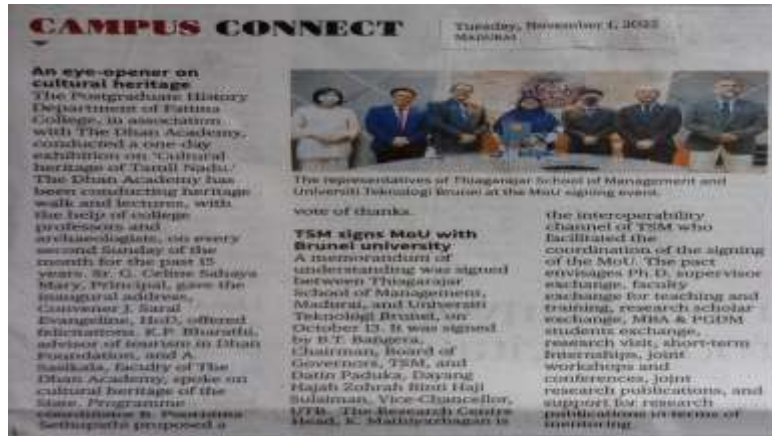 CAMPUS CONNECT
Tuesday, November 1, 2022
MADURAI
An eye-opener on
cultural heritage
The Postgraduate History
Department of Fatima
College, in association
with The Dhan Academy,
conducted a one-day
exhibition on 'Cultural
heritage of Tamil Nadu.'
The Dhan Academy has
been conducting heritage
walk and lectures, with
the help of college
professors and
archaeologists, on every
second Sunday of the
month for the past 15
years. Sr. G. Celine Sahaya
Mary, Principal, gave the
inaugural address,
Convener J. Saral
Evangeline, HoD, offered
felicitations. K.P. Bharathi,
advisor of tourism in Dhan
Foundation, and A.
Sasikala, faculty of The
Dhan Academy, spoke on
cultural heritage of the
State. Programme
coordinator B. Poornima
Sethupathi proposed a
The representatives of Thiagarajar School of Management and
Universiti Teknologi Brunei at the MoU signing event.
vote of thanks.
TSM signs MoU with
Brunei university
A memorandum of
understanding was signed
between Thiagarajar
School of Management,
Madurai, and Universiti
Teknologi Brunei, on
October 13. It was signed
by B.T. Bangera,
Chairman, Board of
Governors, TSM, and
Datin Paduka, Dayang
Hajah Zohrah Binti Haji
Sulaiman, Vice-Chancellor,
UTB. The Research Centre
Head, K. Mathiyazhagan is
the interoperability
channel of TSM who
facilitated the
coordination of the signing
of the MoU. The pact
envisages Ph.D. supervisor
exchange, faculty
exchange for teaching and
training, research scholar
exchange, MBA & PGDM
students exchange,
research visit, short-term
Internships, joint
workshops and
conferences, joint
research publications, and
support for research
publications in terms of
mentoring.